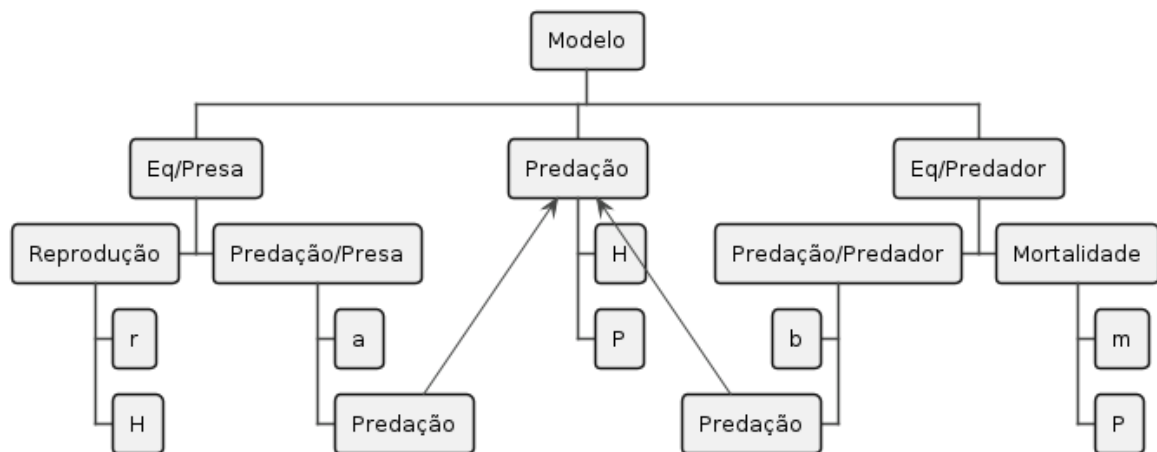 Modelo
Eq/Presa
Predação
Eq/Predador
Reprodução
Predação/Presa
H
Predação/Predador
Mortalidade
r
a
P
b
m
H
Predação
Predação
P